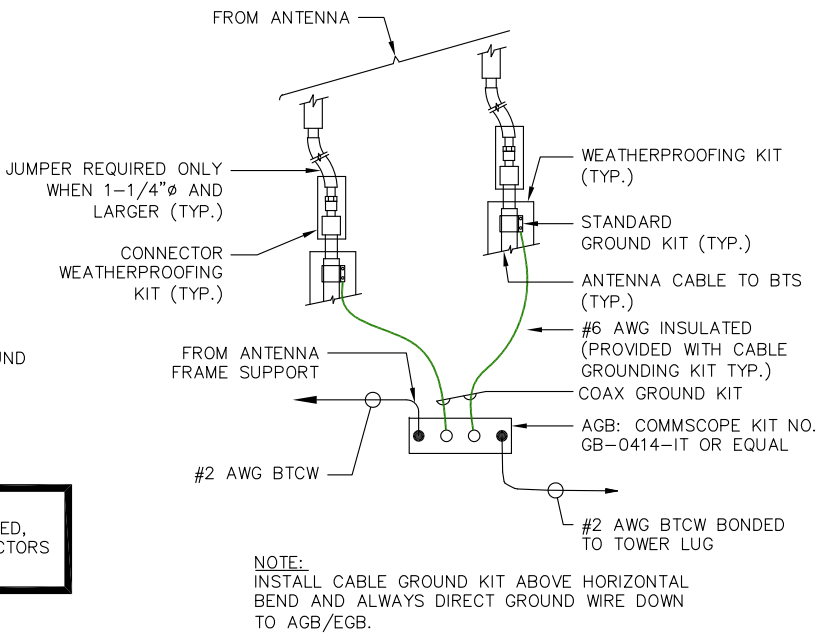 FROM ANTENNA
JUMPER REQUIRED ONLY
WHEN 1-1/4"ø AND
LARGER (TYP.)
CONNECTOR
WEATHERPROOFING
KIT (TYP.)
WEATHERPROOFING KIT
(TYP.)
STANDARD
GROUND KIT (TYP.)
ANTENNA CABLE TO BTS
(TYP.)
#6 AWG INSULATED
(PROVIDED WITH CABLE
GROUNDING KIT TYP.)
UND
FROM ANTENNA
FRAME SUPPORT
COAX GROUND KIT
AGB: COMMSCOPE KIT NO.
GB-0414-IT OR EQUAL
#2 AWG BTCW
#2 AWG BTCW BONDED
TO TOWER LUG
ED,
CTORS
NOTE:
INSTALL CABLE GROUND KIT ABOVE HORIZONTAL
BEND AND ALWAYS DIRECT GROUND WIRE DOWN
TO AGB/EGB.